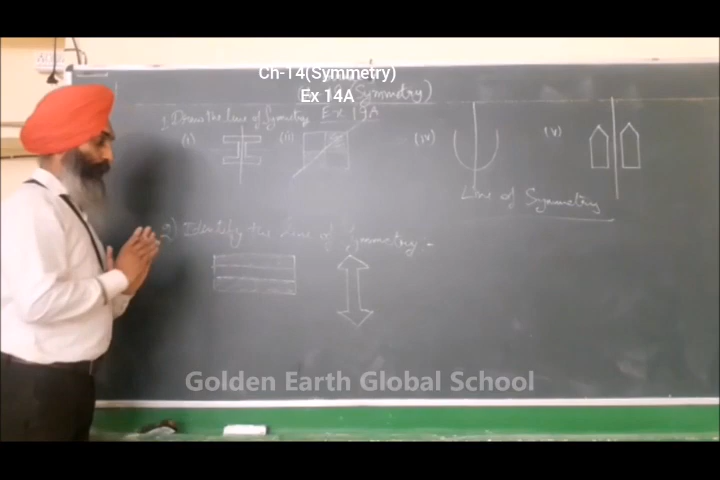 Ch-14(Symmetry)
Ex 14A
Symmetry)
1. Draw the line of Symmetry Ex 14A
(i) (ii) (iv) (v)
Line of Symmetry
2) Identify the line of Symmetry.
Golden Earth Global School